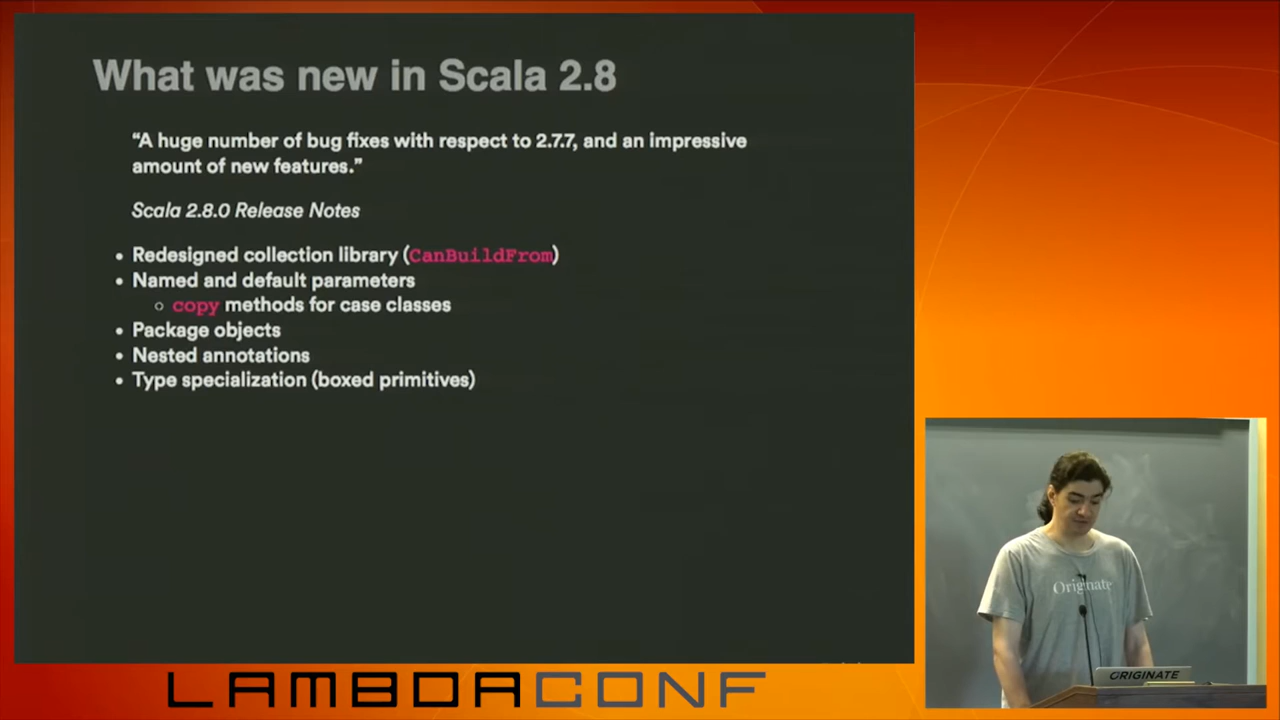 What was new in Scala 2.8
“A huge number of bug fixes with respect to 2.7.7, and an impressive
amount of new features.”
Scala 2.8.0 Release Notes
• Redesigned collection library (CanBuildFrom)
• Named and default parameters
○ copy methods for case classes
• Package objects
• Nested annotations
• Type specialization (boxed primitives)
Originate
ORIGINATE
LAMBDACONF